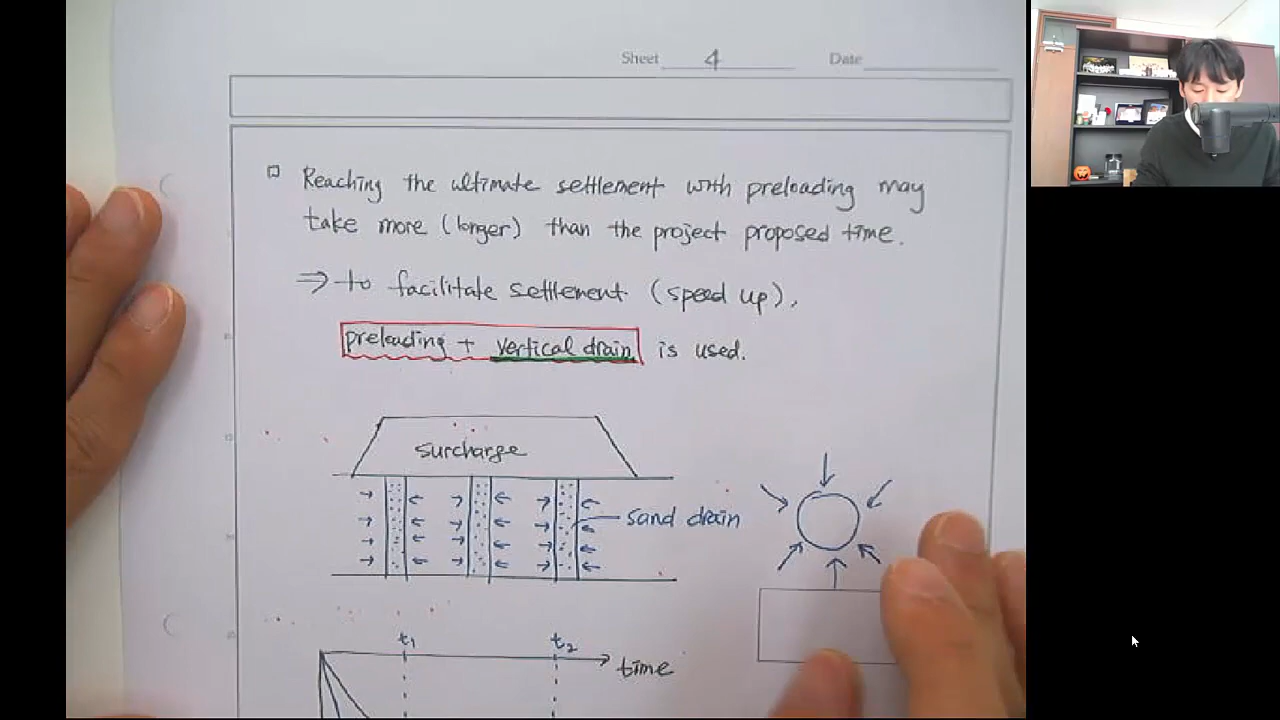 Sheet 4 Date
Reaching the ultimate settlement with preloading may
take more (longer) than the project proposed time.
⇒ to facilitate settlement (speed up),
preloading + vertical drain is used.
surcharge
sand drain
t₁ t₂
time